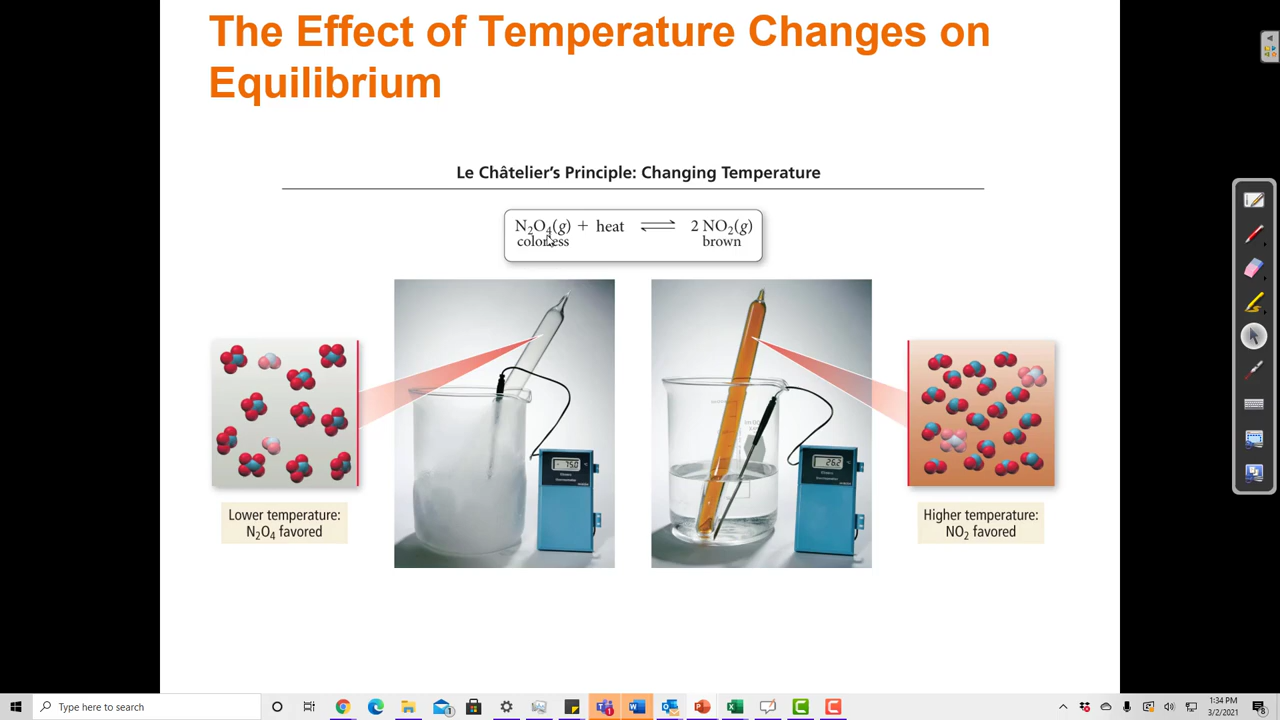 The Effect of Temperature Changes on
Equilibrium
Le Châtelier's Principle: Changing Temperature
N₂O₄(g) + heat ⇌ 2 NO₂(g)
colorless brown
Lower temperature:
N₂O₄ favored
Higher temperature:
NO₂ favored
Type here to search
1:34 PM
3/2/2021